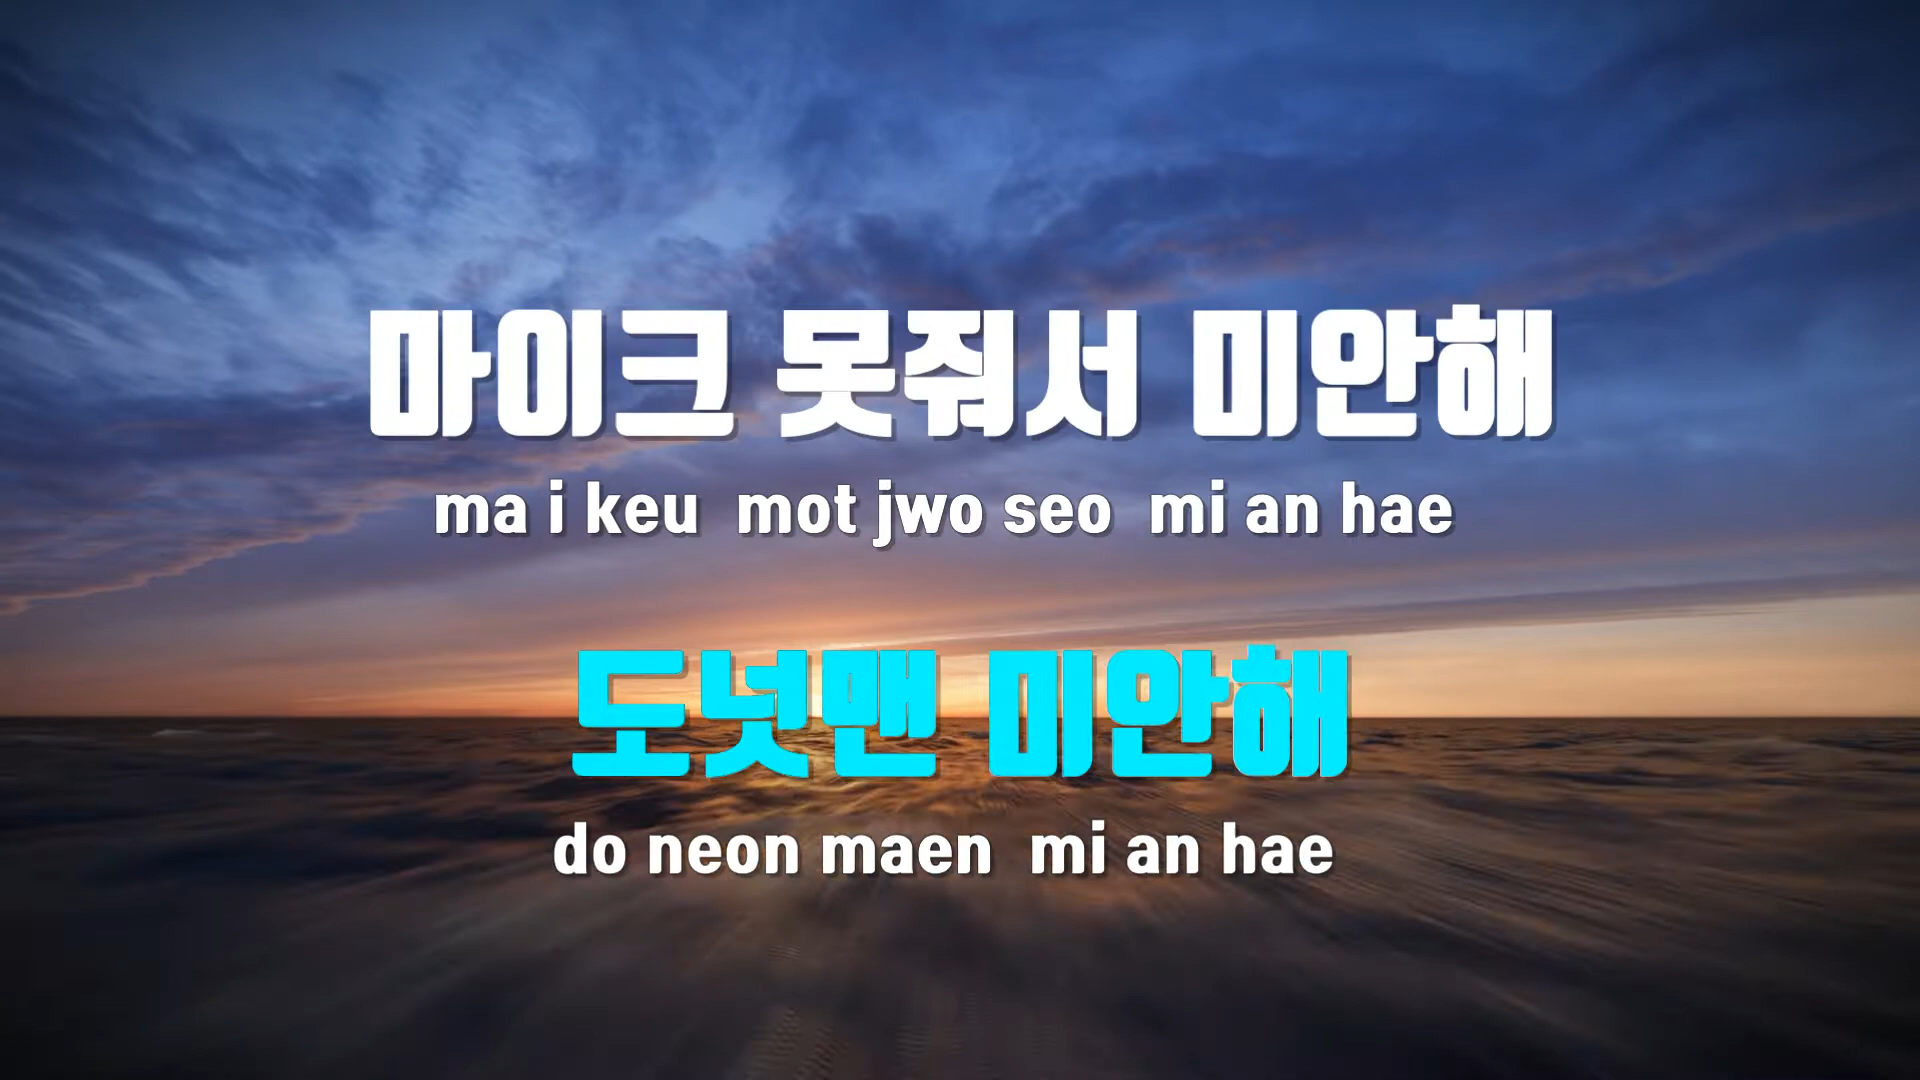 마이크 못줘서 미안해
ma i keu mot jwo seo mi an hae
도넛맨 미안해
do neon maen mi an hae